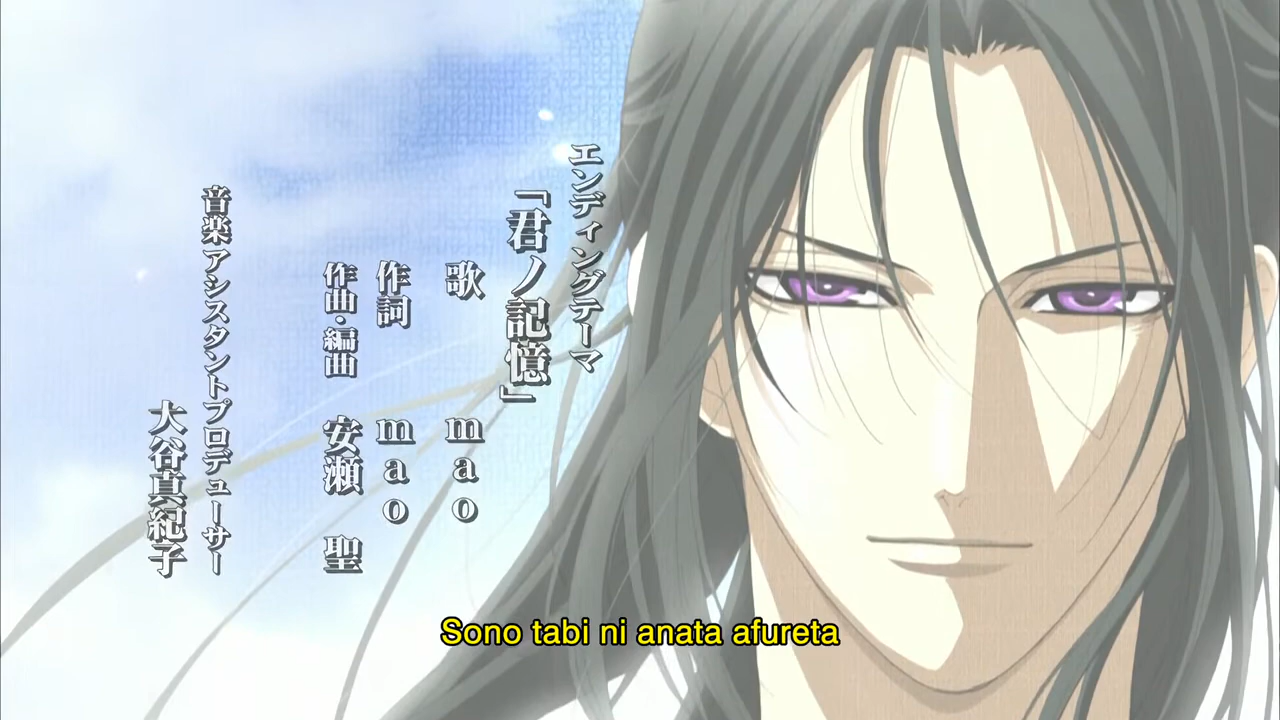 エンディングテーマ
「君ノ記憶」
歌　mao
作詞　mao
作曲・編曲　安瀬　聖
音楽アシスタントプロデューサー
大谷真紀子
Sono tabi ni anata afureta